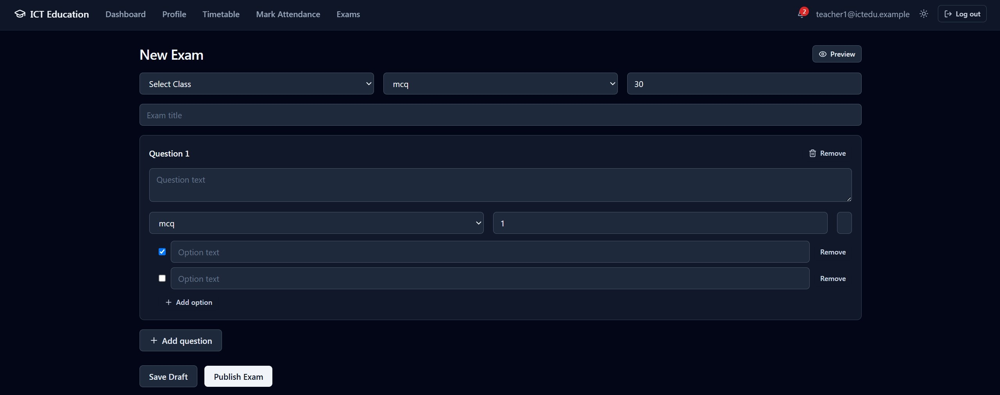 ICT Education Dashboard Profile Timetable Mark Attendance Exams 2 teacher1@ictedu.example Log out
New Exam Preview
Select Class mcq 30
Exam title
Question 1 Remove
Question text
mcq 1
Option text Remove
Option text Remove
Add option
Add question
Save Draft Publish Exam